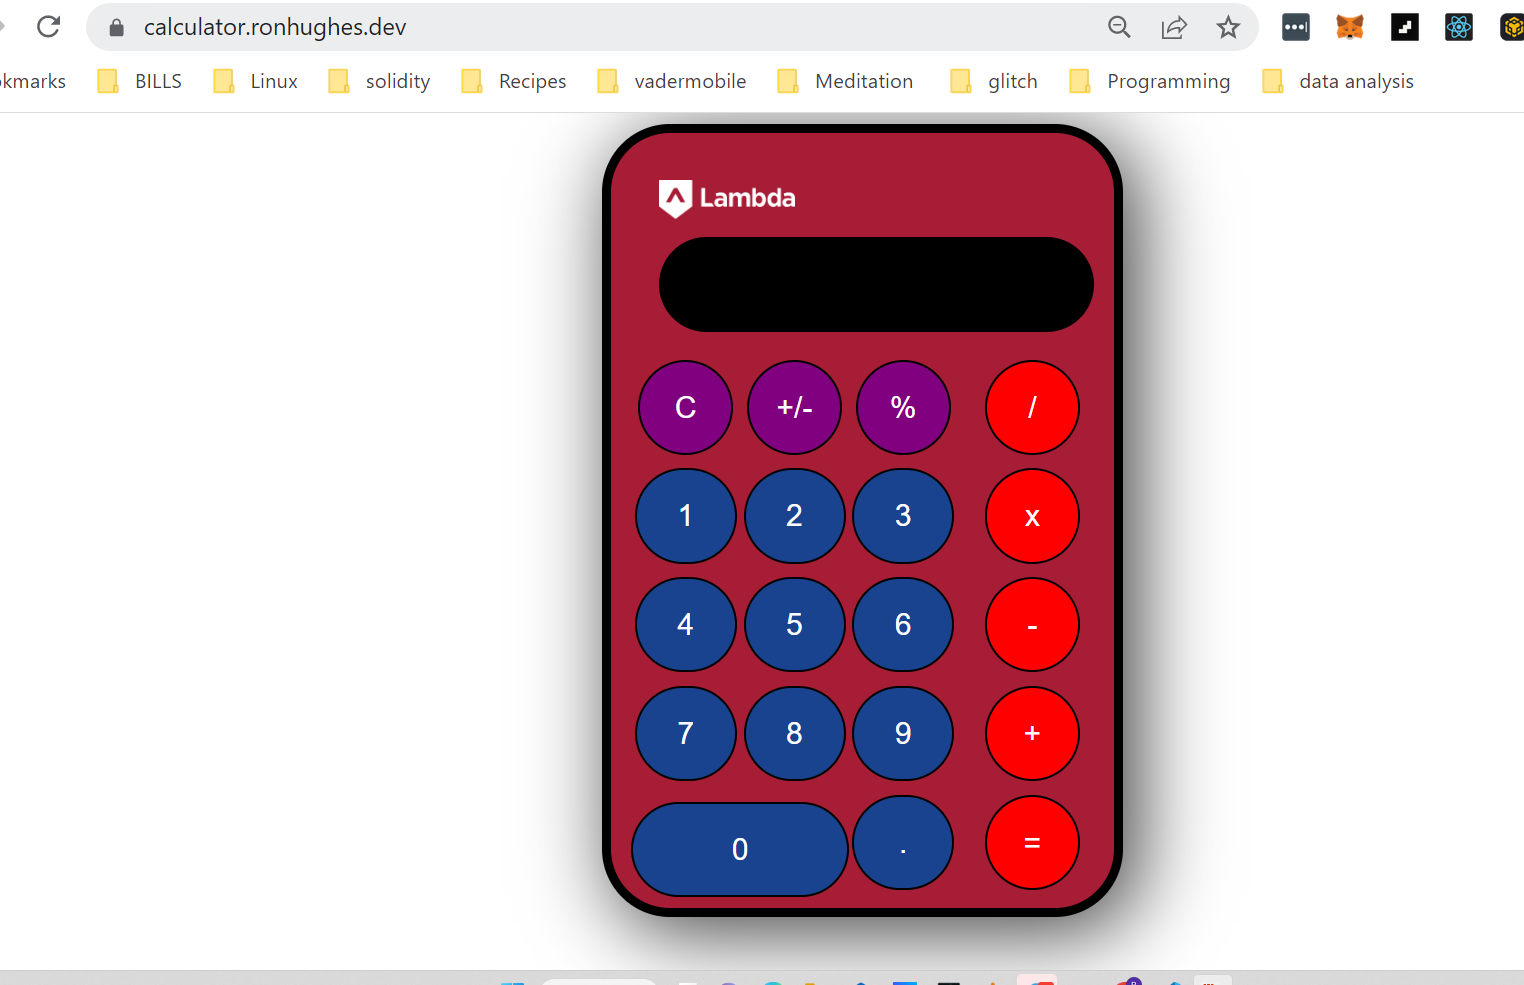 calculator.ronhughes.dev
BILLS Linux solidity Recipes vadermobile Meditation glitch Programming data analysis
Lambda
C +/- % /
1 2 3 x
4 5 6 -
7 8 9 +
0 . =